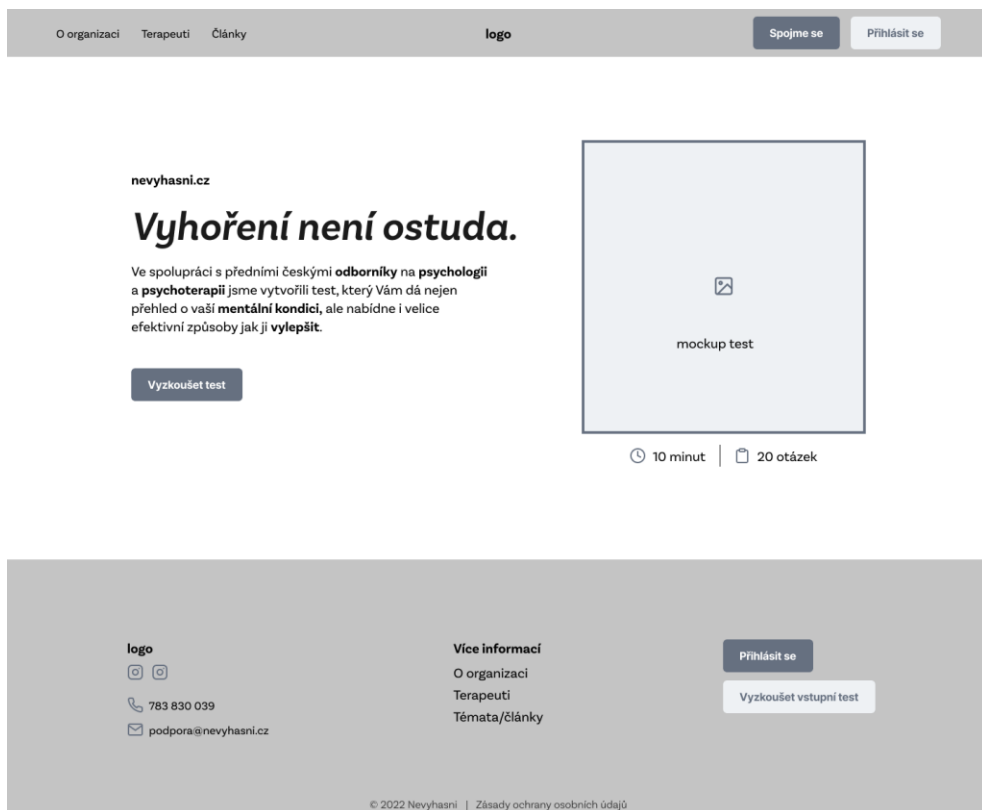 O organizaci Terapeuti Články logo Spojme se Přihlásit se
nevyhasni.cz
Vyhoření není ostuda.
Ve spolupráci s předními českými odborníky na psychologii
a psychoterapii jsme vytvořili test, který Vám dá nejen
přehled o vaší mentální kondici, ale nabídne i velice
efektivní způsoby jak ji vylepšit.
Vyzkoušet test
mockup test
10 minut | 20 otázek
logo
783 830 039
podpora@nevyhasni.cz
Více informací
O organizaci
Terapeuti
Témata/články
Přihlásit se
Vyzkoušet vstupní test
© 2022 Nevyhasni | Zásady ochrany osobních údajů